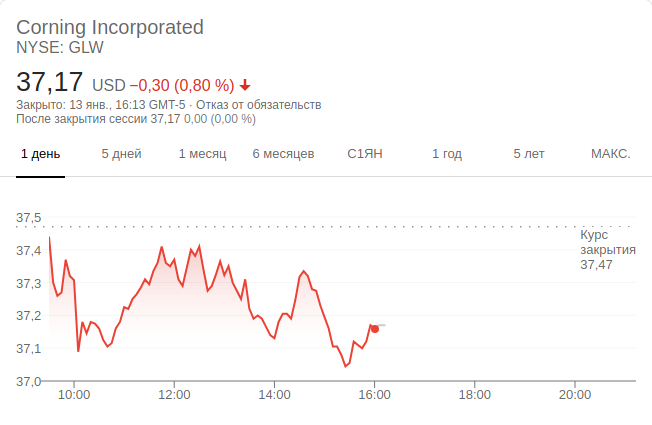 Corning Incorporated
NYSE: GLW
37,17 USD −0,30 (0,80 %)
Закрыто: 13 янв., 16:13 GMT-5 · Отказ от обязательств
После закрытия сессии 37,17 0,00 (0,00 %)
1 день 5 дней 1 месяц 6 месяцев С1ЯН 1 год 5 лет МАКС.
37,5
Курс
закрытия
37,47
37,4
37,3
37,2
37,1
37,0
10:00 12:00 14:00 16:00 18:00 20:00